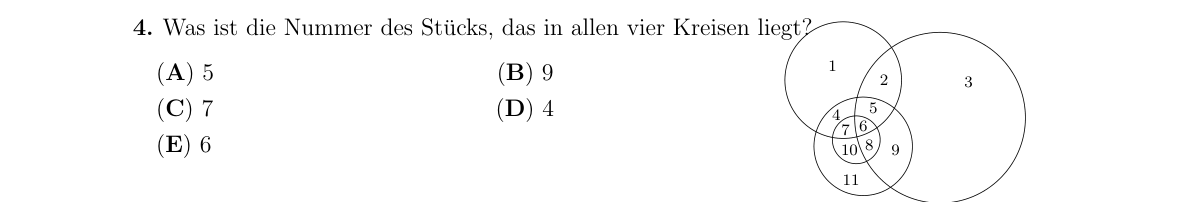 4. Was ist die Nummer des Stücks, das in allen vier Kreisen liegt?
(A) 5 (B) 9
(C) 7 (D) 4
(E) 6
1
2
3
5
4
7 6
10 8 9
11